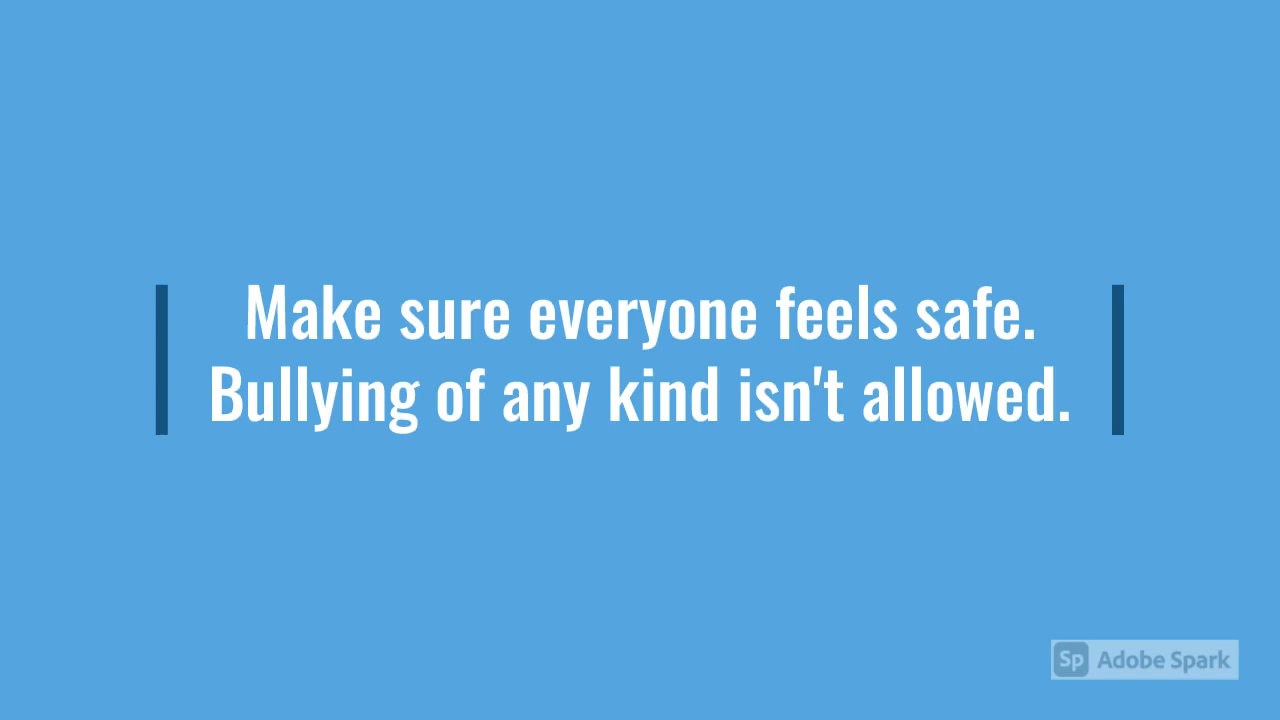 Make sure everyone feels safe.
Bullying of any kind isn't allowed.
Sp Adobe Spark